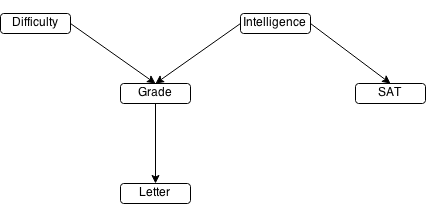 Difficulty
Intelligence
Grade
SAT
Letter